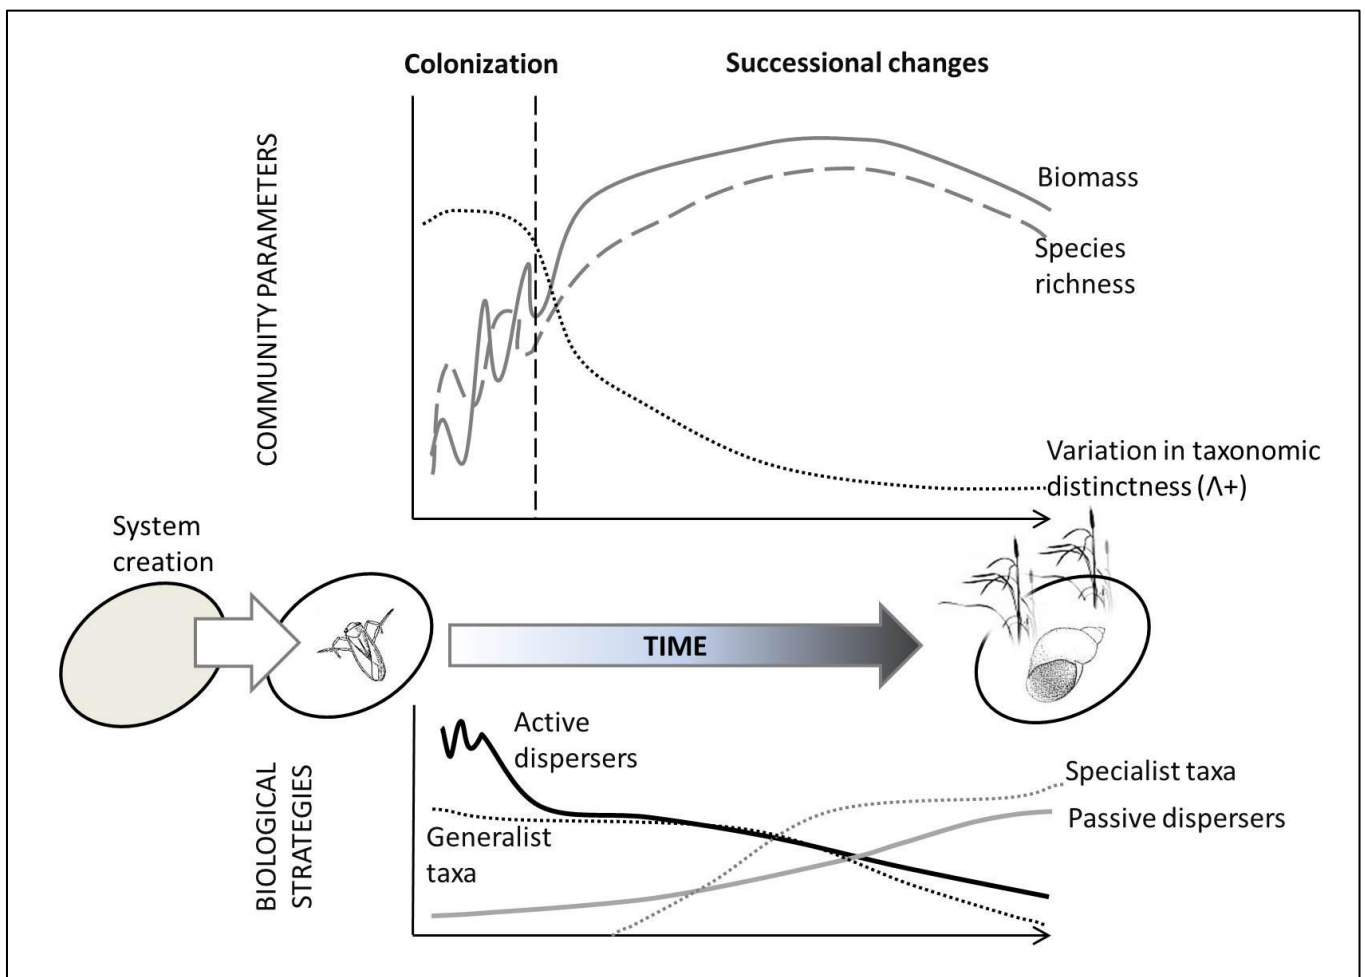 Colonization
Successional changes
COMMUNITY PARAMETERS
Biomass
Species
richness
Variation in taxonomic
distinctness (Λ+)
System
creation
TIME
BIOLOGICAL
STRATEGIES
Active
dispersers
Generalist
taxa
Specialist taxa
Passive dispersers